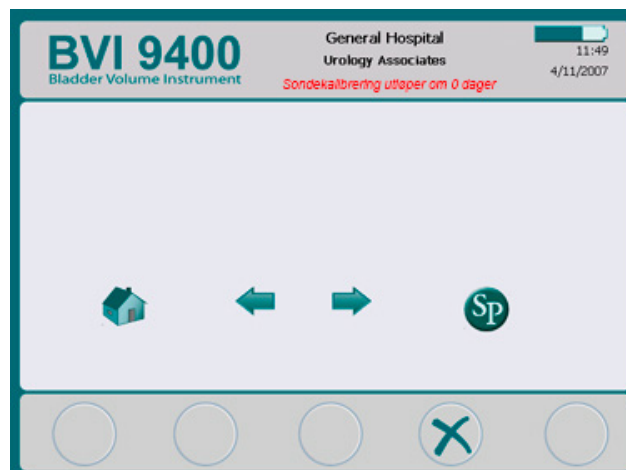 BVI 9400
Bladder Volume Instrument
General Hospital
Urology Associates
Sondekalibrering utløper om 0 dager
11:49
4/11/2007
SP